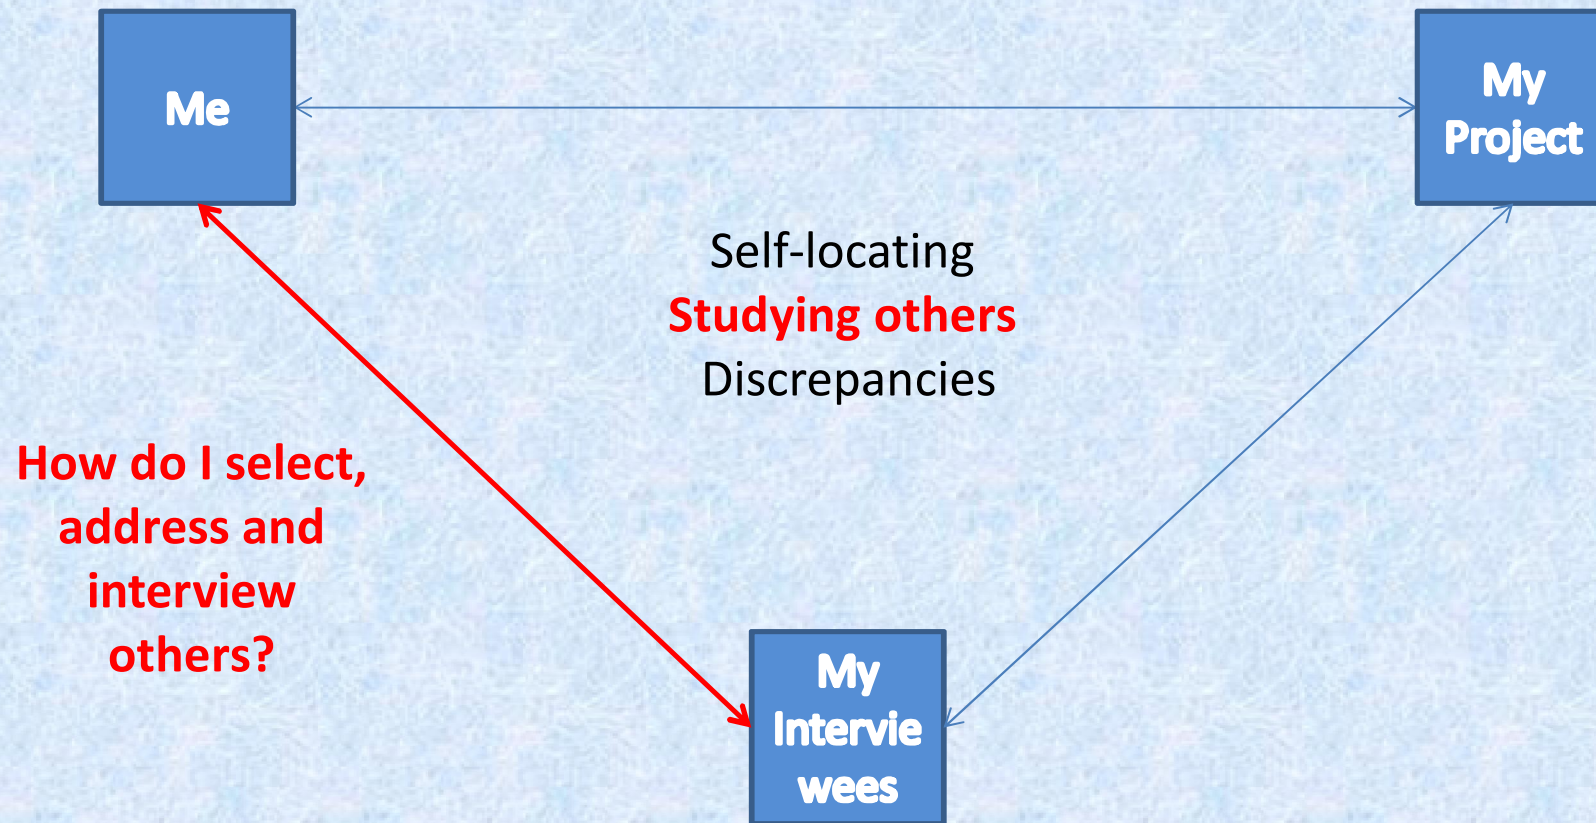 Me
My
Project
Self-locating
Studying others
Discrepancies
How do I select,
address and
interview
others?
My
Intervie
wees